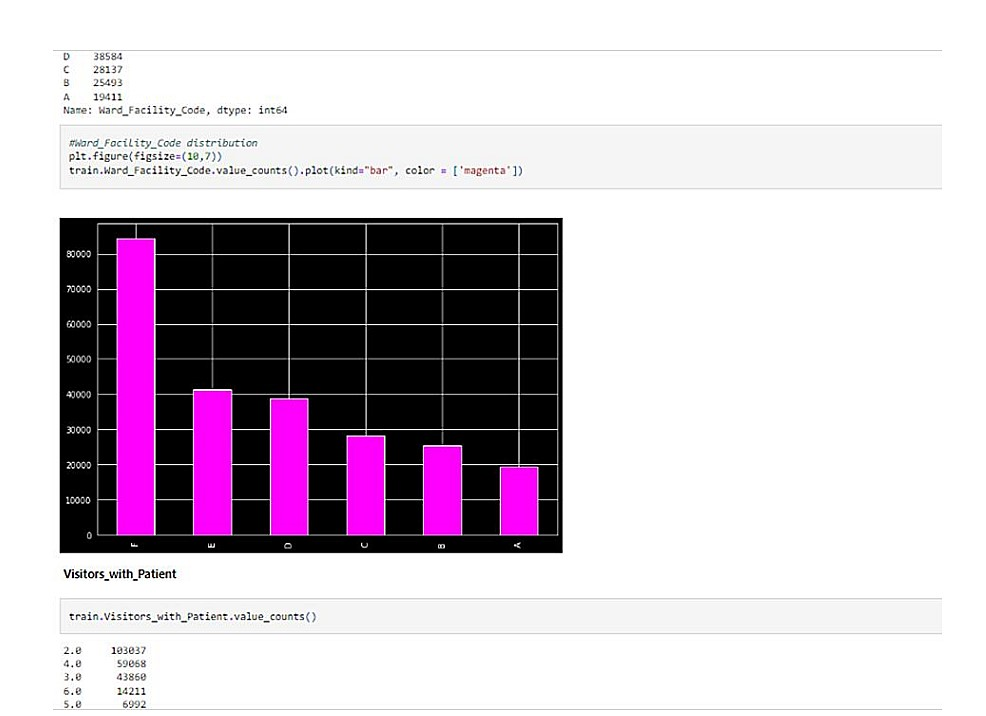 D 38584
C 28137
B 25493
A 19411
Name: Ward_Facility_Code, dtype: int64
#Ward_Facility_Code distribution
plt.figure(figsize=(10,7))
train.Ward_Facility_Code.value_counts().plot(kind="bar", color = ['magenta'])
80000
70000
60000
50000
40000
30000
20000
10000
0
F E D C B A
Visitors_with_Patient
train.Visitors_with_Patient.value_counts()
2.0 103037
4.0 59068
3.0 43860
6.0 14211
5.0 6992